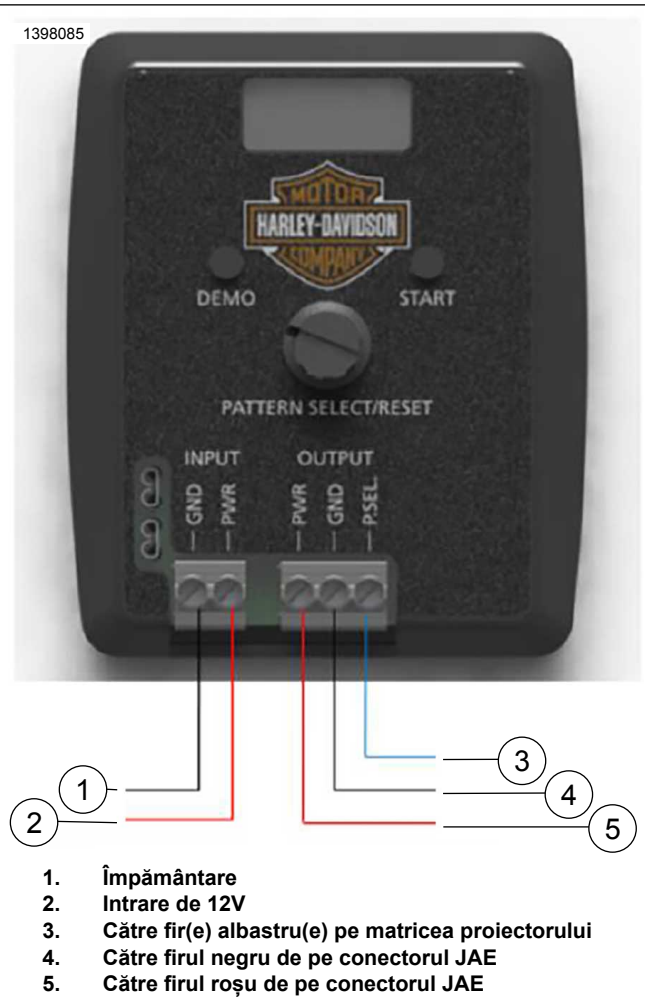 1398085
MOTOR
HARLEY-DAVIDSON
COMPANY
DEMO START
PATTERN SELECT/RESET
INPUT OUTPUT
GND PWR PWR GND P.SEL.
3
1
4
2
5
1. Împământare
2. Intrare de 12V
3. Către fir(e) albastru(e) pe matricea proiectorului
4. Către firul negru de pe conectorul JAE
5. Către firul roșu de pe conectorul JAE